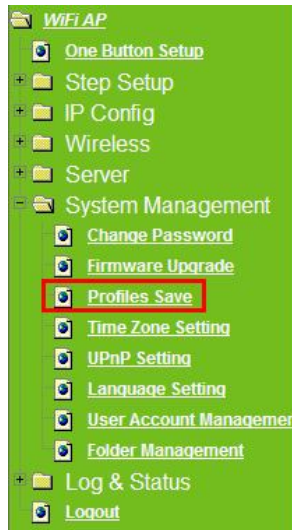 WiFi AP
One Button Setup
Step Setup
IP Config
Wireless
Server
System Management
Change Password
Firmware Upgrade
Profiles Save
Time Zone Setting
UPnP Setting
Language Setting
User Account Managemen
Folder Management
Log & Status
Logout